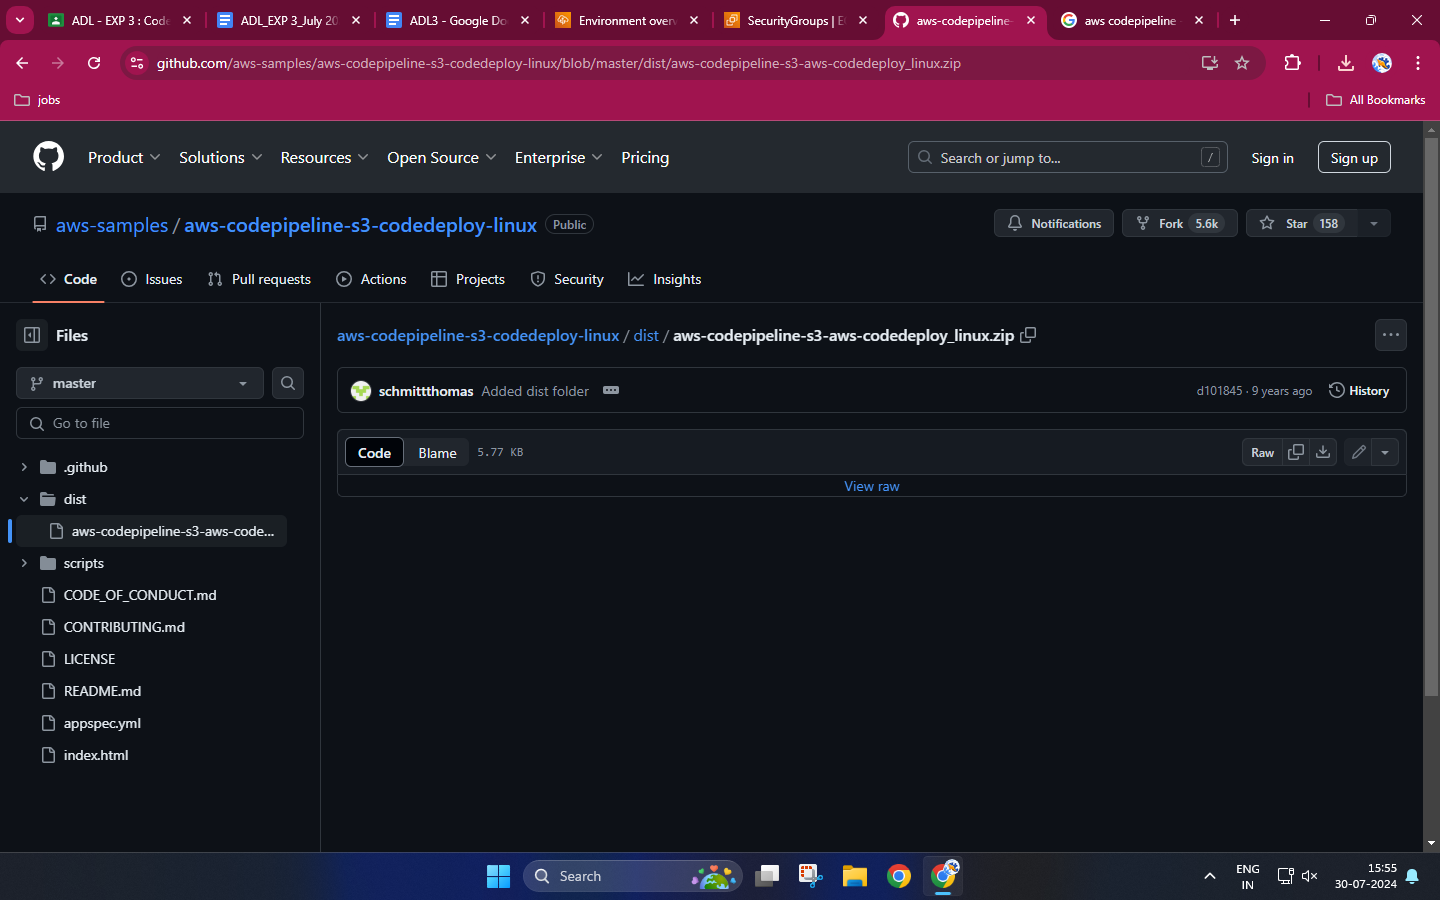 ADL - EXP 3 : Code
ADL_EXP 3_July 20
ADL3 - Google Do
Environment over
SecurityGroups | E
aws-codepipeline-
aws codepipeline
github.com/aws-samples/aws-codepipeline-s3-codedeploy-linux/blob/master/dist/aws-codepipeline-s3-aws-codedeploy_linux.zip
jobs
All Bookmarks
Product
Solutions
Resources
Open Source
Enterprise
Pricing
Search or jump to...
/
Sign in
Sign up
aws-samples / aws-codepipeline-s3-codedeploy-linux
Public
Notifications
Fork 5.6k
Star 158
Code
Issues
Pull requests
Actions
Projects
Security
Insights
Files
master
Go to file
.github
dist
aws-codepipeline-s3-aws-code...
scripts
CODE_OF_CONDUCT.md
CONTRIBUTING.md
LICENSE
README.md
appspec.yml
index.html
aws-codepipeline-s3-codedeploy-linux / dist / aws-codepipeline-s3-aws-codedeploy_linux.zip
schmittthomas Added dist folder
d101845 · 9 years ago
History
Code
Blame
5.77 KB
Raw
View raw
Search
ENG
IN
15:55
30-07-2024